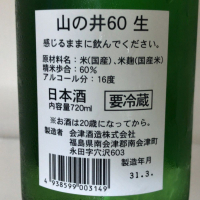 山の井60 生
感じるままに飲んでください。
原材料名:米(国産)、米麹(国産米)
精米歩合:60%
アルコール分:16度
日本酒
内容量720ml
要冷蔵
お酒は20歳になってから。
製造者 会津酒造株式会社
福島県南会津郡南会津町
永田字穴沢603
製造年月
31.3.
4938599003149